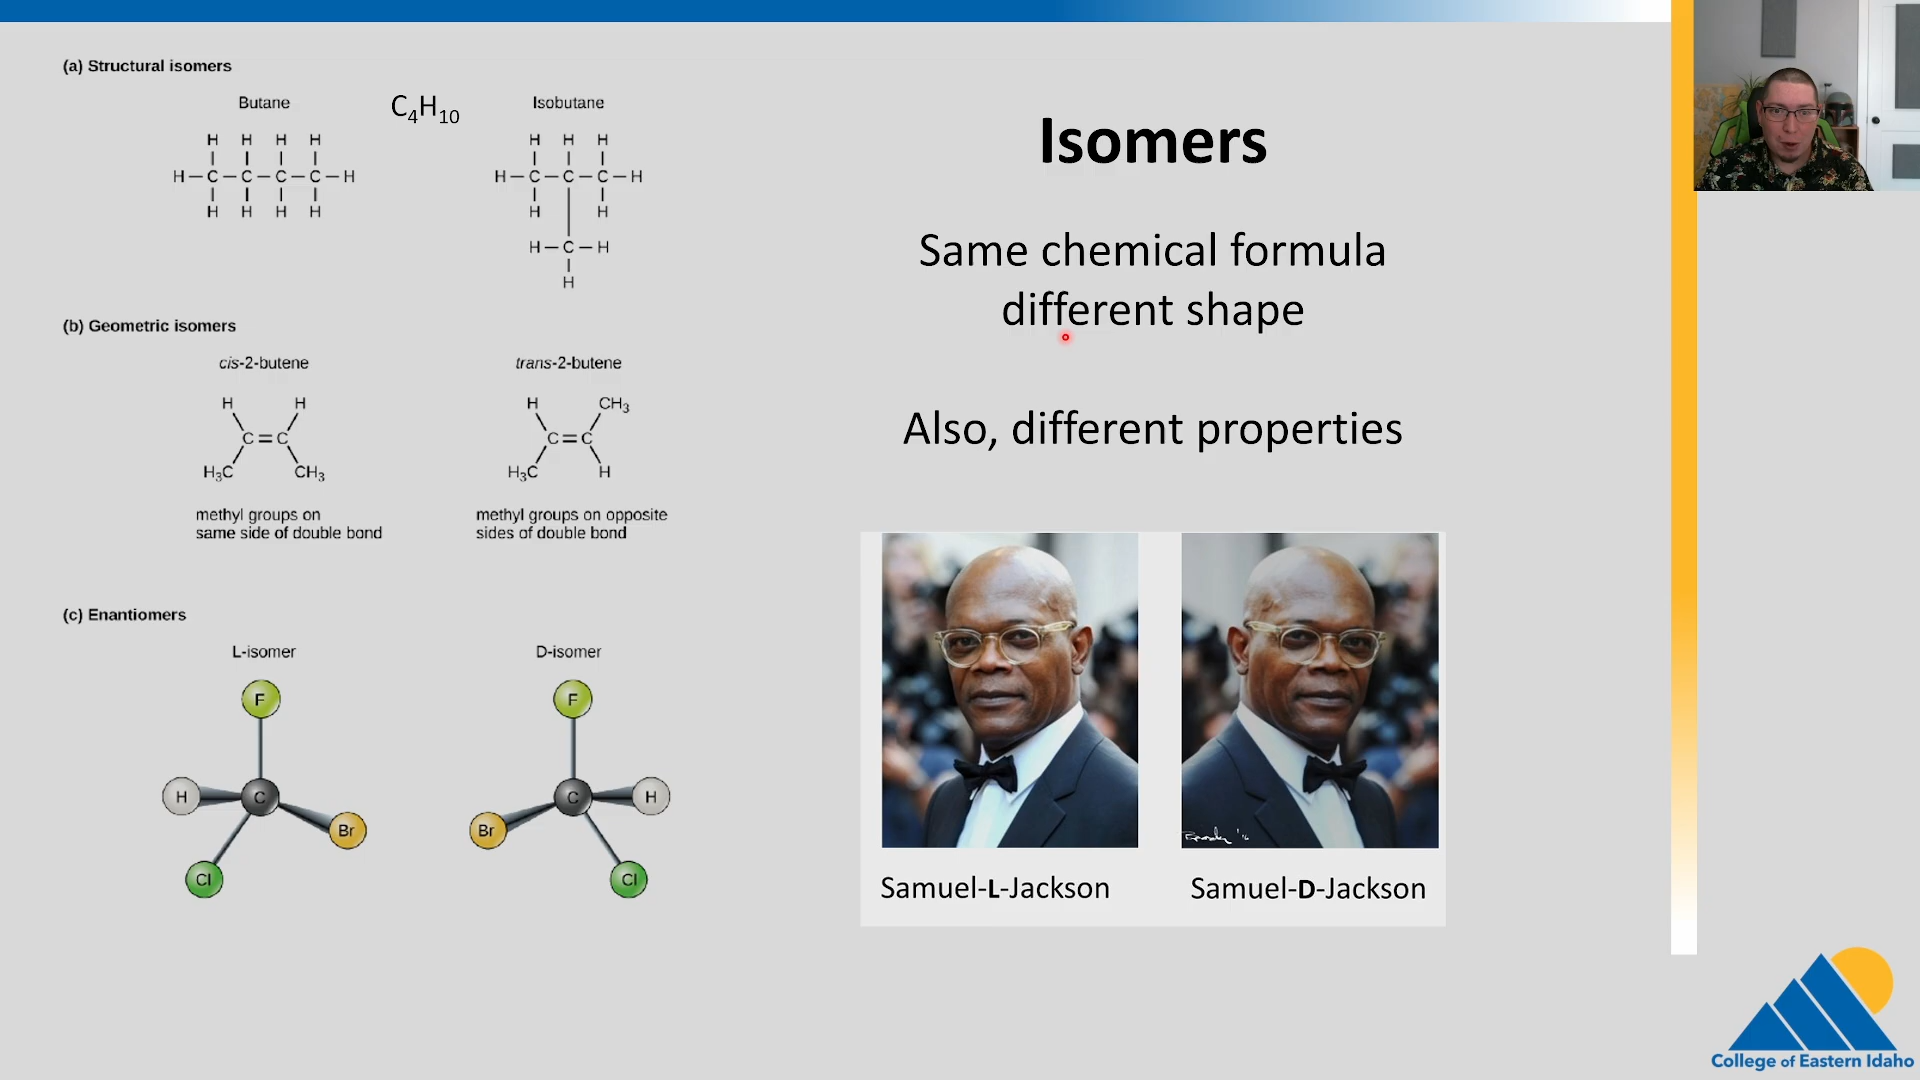 (a) Structural isomers
Butane
C4H10
Isobutane
H H H H
H–C–C–C–C–H
H H H H
H H H
H–C–C–C–H
H H
H–C–H
H
(b) Geometric isomers
cis-2-butene
trans-2-butene
H H
C=C
H3C CH3
H CH3
C=C
H3C H
methyl groups on
same side of double bond
methyl groups on opposite
sides of double bond
(c) Enantiomers
L-isomer
D-isomer
F
H C Br
Cl
F
Br C H
Cl
Isomers
Same chemical formula
different shape
Also, different properties
Samuel-L-Jackson
Samuel-D-Jackson
College of Eastern Idaho